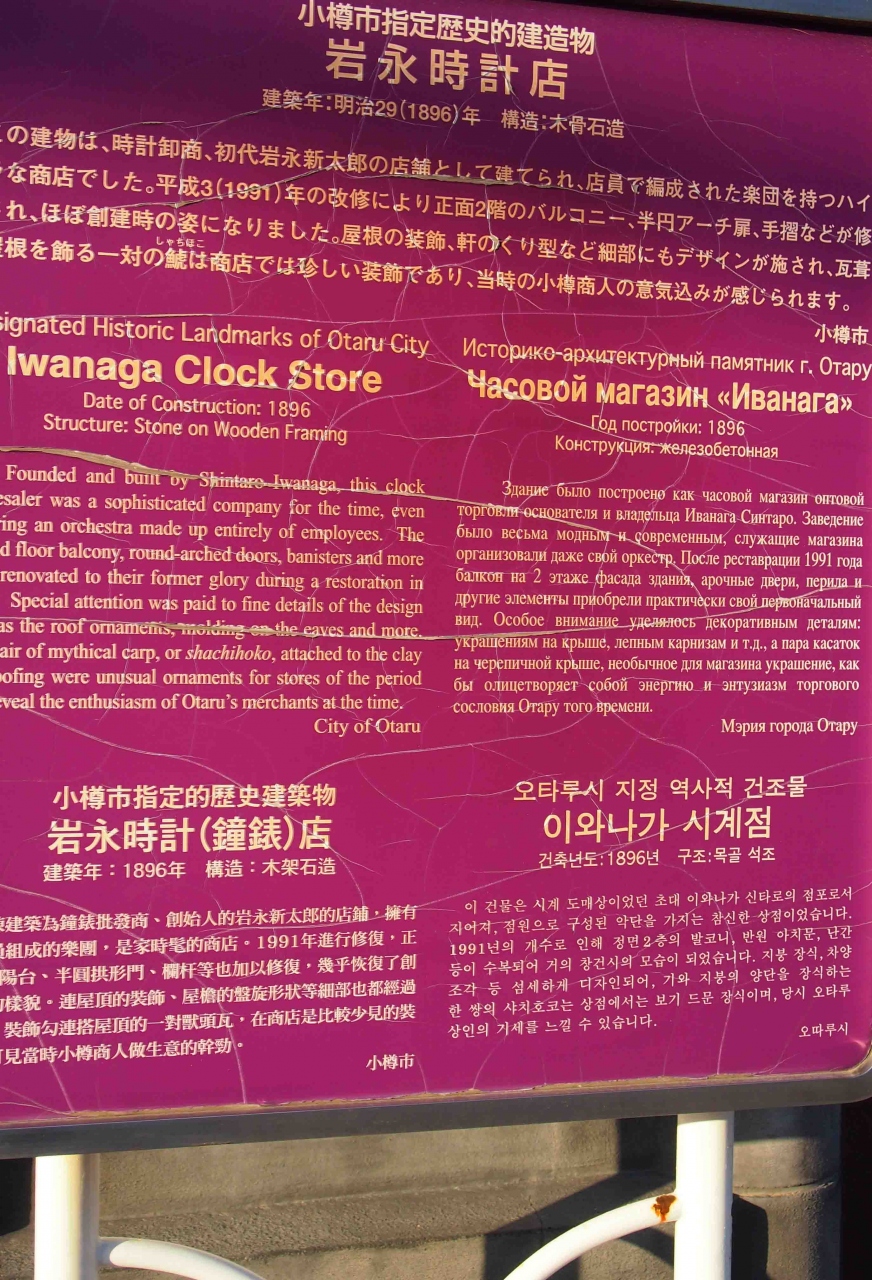 小樽市指定歴史的建造物
岩永時計店
建築年:明治29(1896)年 構造:木骨石造
この建物は、時計卸商、初代岩永新太郎の店舗として建てられ、店員で編成された楽団を持つハイ
な商店でした。平成3(1991)年の改修により正面2階のバルコニー、半円アーチ扉、手摺などが修
れ、ほぼ創建時の姿になりました。屋根の装飾、軒のくり型など細部にもデザインが施され、瓦葺
しゃちほこ
屋根を飾る一対の鯱は商店では珍しい装飾であり、当時の小樽商人の意気込みが感じられます。
小樽市
signated Historic Landmarks of Otaru City
Iwanaga Clock Store
Date of Construction: 1896
Structure: Stone on Wooden Framing
Founded and built by Shintaro Iwanaga, this clock
esaler was a sophisticated company for the time, even
ring an orchestra made up entirely of employees. The
d floor balcony, round-arched doors, banisters and more
renovated to their former glory during a restoration in
Special attention was paid to fine details of the design
as the roof ornaments, molding on the eaves and more.
air of mythical carp, or shachihoko, attached to the clay
oofing were unusual ornaments for stores of the period
eveal the enthusiasm of Otaru's merchants at the time.
City of Otaru
Историко-архитектурный памятник г. Отару
Часовой магазин «Иванага»
Год постройки: 1896
Конструкция: железобетонная
Здание было построено как часовой магазин оптовой
торговли основателя и владельца Иванага Синтаро. Заведение
было весьма модным и современным, служащие магазина
организовали даже свой оркестр. После реставрации 1991 года
балкон на 2 этаже фасада здания, арочные двери, перила и
другие элементы приобрели практически свой первоначальный
вид. Особое внимание уделялось декоративным деталям:
украшениям на крыше, лепным карнизам и т.д., а пара касаток
на черепичной крыше, необычное для магазина украшение, как
бы олицетворяет собой энергию и энтузиазм торгового
сословия Отару того времени.
Мэрия города Отару
小樽市指定的歷史建築物
岩永時計(鐘錶)店
建築年：1896年 構造：木架石造
建築為鐘錶批發商、創始人的岩永新太郎的店鋪，擁有
組成的樂團，是家時髦的商店。1991年進行修復，正
陽台、半圓拱形門、欄杆等也加以修復，幾乎恢復了創
樣貌。連屋頂的裝飾、屋檐的盤旋形狀等細部也都經過
裝飾勾連搭屋頂的一對獸頭瓦，在商店是比較少見的裝
可見當時小樽商人做生意的幹勁。
小樽市
오타루시 지정 역사적 건조물
이와나가 시계점
건축년도:1896년 구조:목골 석조
이 건물은 시계 도매상이었던 초대 이와나가 신타로의 점포로서
지어져, 점원으로 구성된 악단을 가지는 참신한 상점이었습니다.
1991년의 개수로 인해 정면2층의 발코니, 반원 아치문, 난간
등이 수복되어 거의 창건시의 모습이 되었습니다. 지붕 장식, 차양
조각 등 섬세하게 디자인되어, 기와 지붕의 양단을 장식하는
한 쌍의 샤치호코는 상점에서는 보기 드문 장식이며, 당시 오타루
상인의 기세를 느낄 수 있습니다.
오따루시